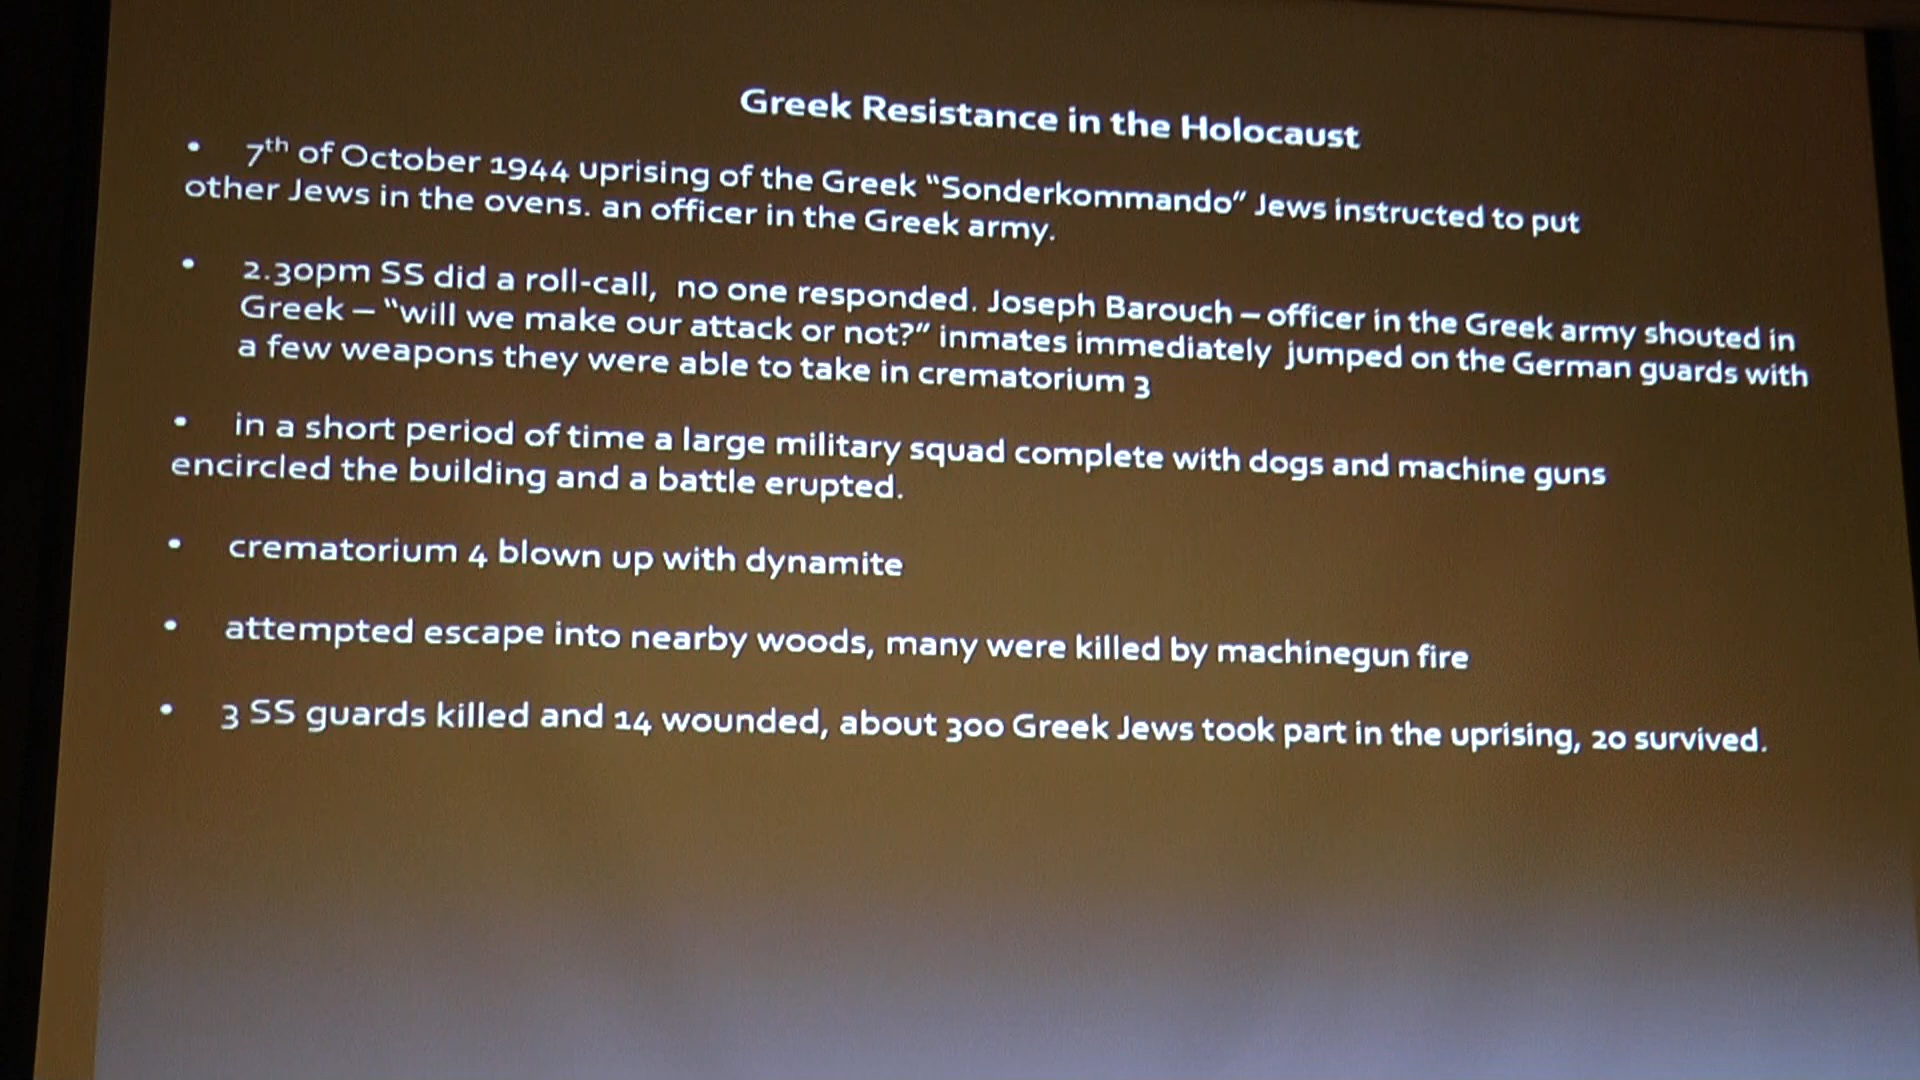 Greek Resistance in the Holocaust
• 7th of October 1944 uprising of the Greek “Sonderkommando” Jews instructed to put
other Jews in the ovens. an officer in the Greek army.
• 2.30pm SS did a roll-call, no one responded. Joseph Barouch – officer in the Greek army shouted in
Greek – “will we make our attack or not?” inmates immediately jumped on the German guards with
a few weapons they were able to take in crematorium 3
• in a short period of time a large military squad complete with dogs and machine guns
encircled the building and a battle erupted.
• crematorium 4 blown up with dynamite
• attempted escape into nearby woods, many were killed by machinegun fire
• 3 SS guards killed and 14 wounded, about 300 Greek Jews took part in the uprising, 20 survived.